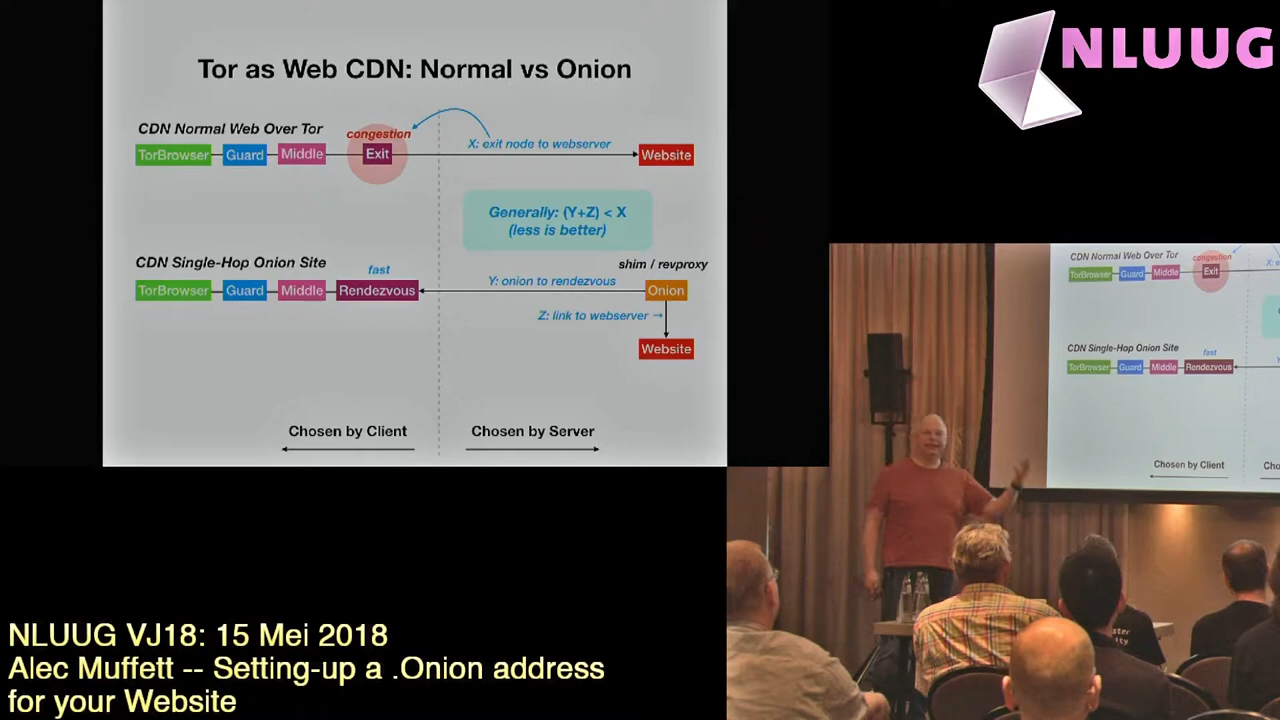 Tor as Web CDN: Normal vs Onion
CDN Normal Web Over Tor
congestion
TorBrowser
Guard
Middle
Exit
X: exit node to webserver
Website
Generally: (Y+Z) < X
(less is better)
CDN Single-Hop Onion Site
fast
shim / revproxy
TorBrowser
Guard
Middle
Rendezvous
Y: onion to rendezvous
Onion
Z: link to webserver →
Website
Chosen by Client
Chosen by Server
NLUUG
CDN Normal Web Over Tor
congestion
TorBrowser
Guard
Middle
Exit
CDN Single-Hop Onion Site
fast
TorBrowser
Guard
Middle
Rendezvous
Chosen by Client
NLUUG VJ18: 15 Mei 2018
Alec Muffett -- Setting-up a .Onion address
for your Website